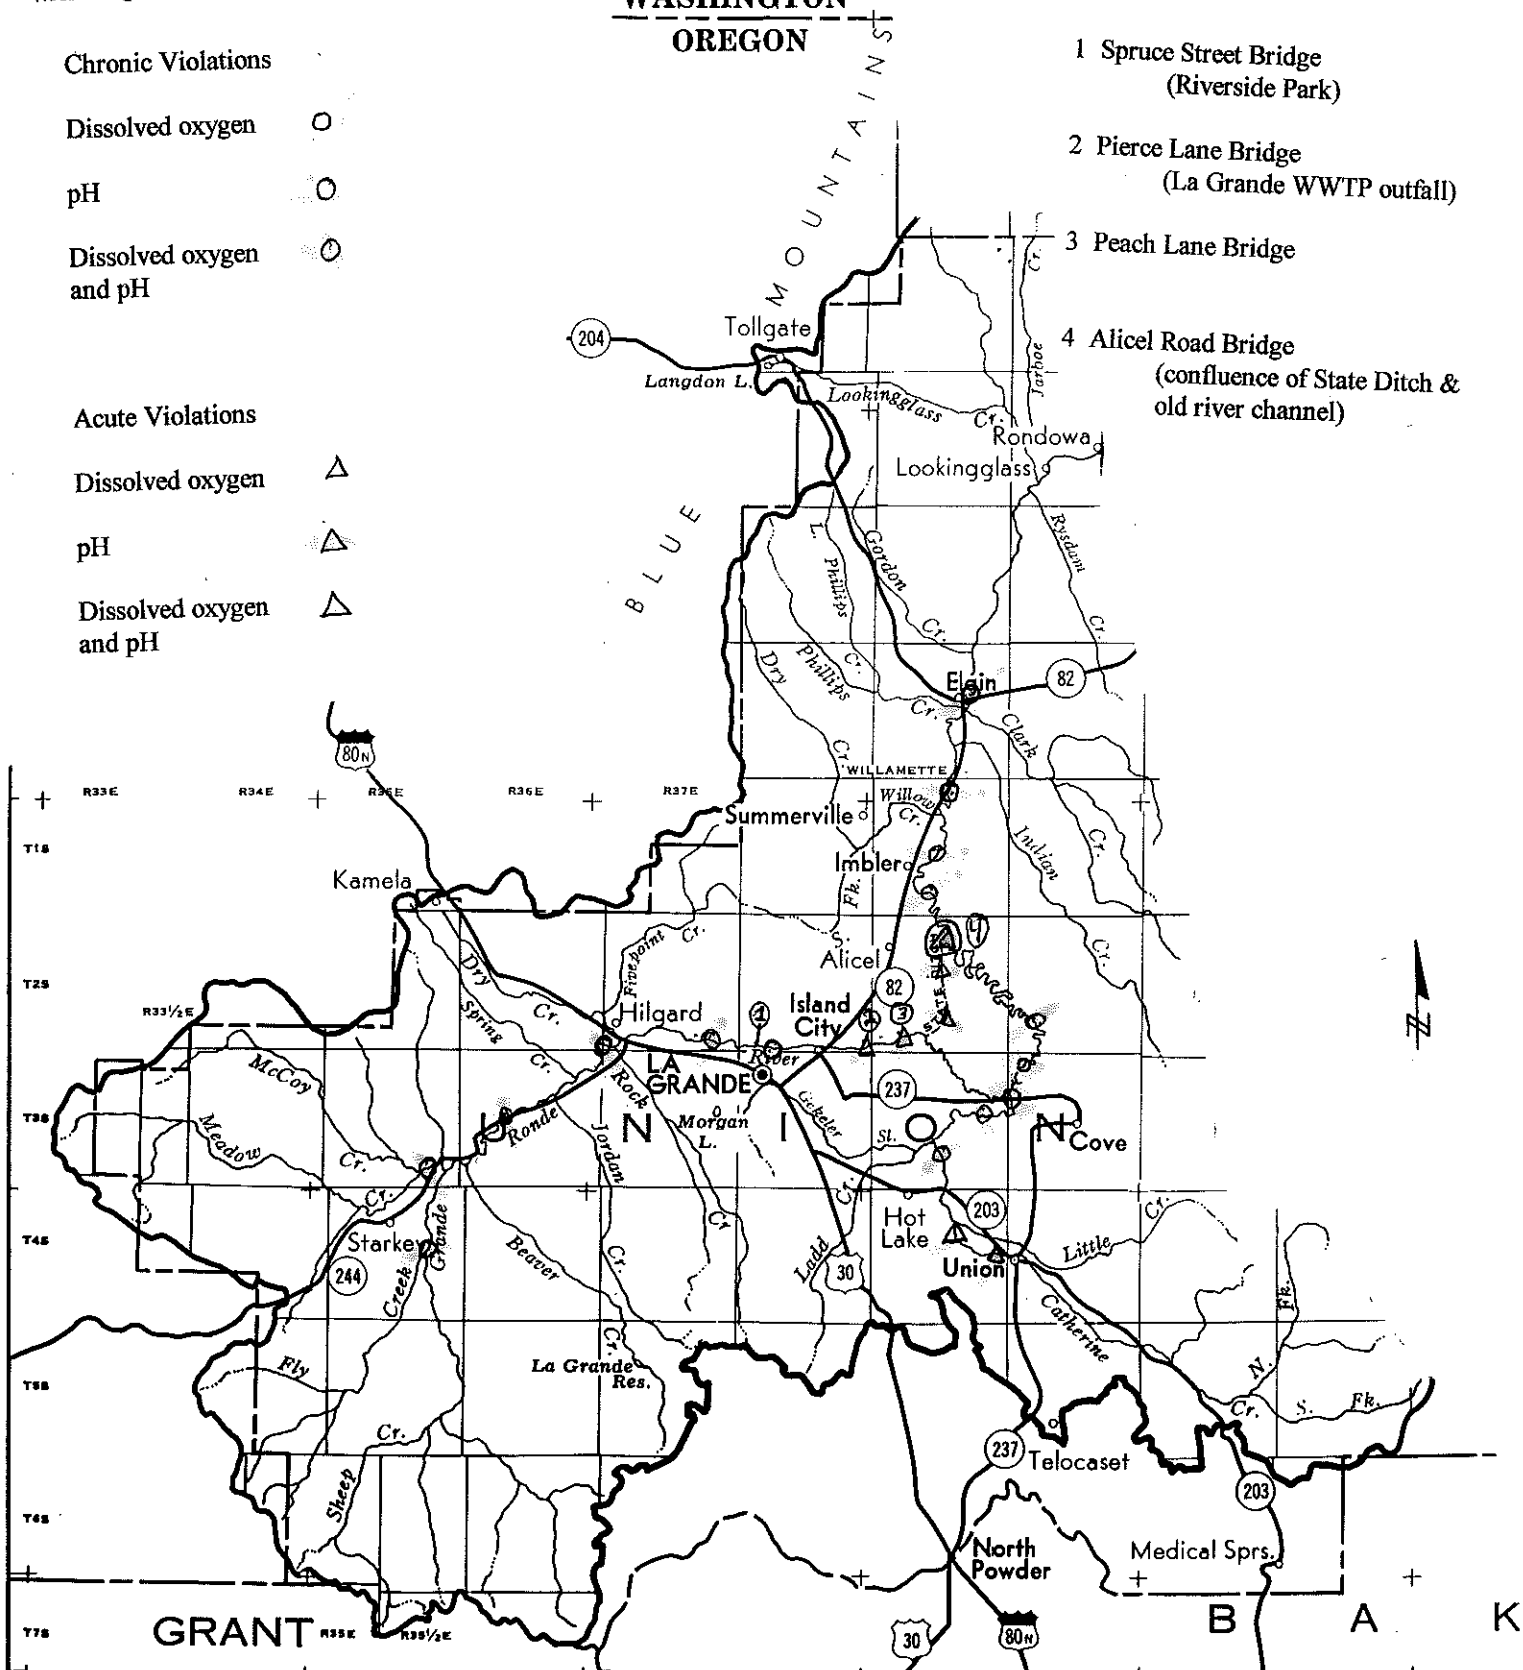 WASHINGTON
OREGON
Chronic Violations
Dissolved oxygen
pH
Dissolved oxygen
and pH
Acute Violations
Dissolved oxygen
pH
Dissolved oxygen
and pH
1 Spruce Street Bridge
(Riverside Park)
2 Pierce Lane Bridge
(La Grande WWTP outfall)
3 Peach Lane Bridge
4 Alicel Road Bridge
(confluence of State Ditch &
old river channel)
BLUE MOUNTAINS
204
Tollgate
Langdon L.
Lookingglass Cr.
Jarboe Cr.
Rondowa
Lookingglass
Rysdam Cr.
Gordon Cr.
L. Phillips Cr.
Phillips Cr.
Dry Cr.
Elgin
82
Clark
Cr.
WILLAMETTE
80N
R33E
R34E
R35E
R36E
R37E
Willow Cr.
Summerville
Imbler
Indian Cr.
T1S
Kamela
S. Fk.
4
Alicel
82
STATE
T2S
R33½E
Dry Cr.
Spring Cr.
Fivepoint Cr.
Hilgard
1
Island
City
3
N
River
LA
GRANDE
237
McCoy
Cr.
Rock
Cr
Morgan
L.
Gekeler
Sl.
UNION
Cove
T3S
Meadow
Cr.
Ronde
Jordan
Cr.
Grande
Starkey
244
Creek
Beaver
Cr.
Ladd
Cr.
30
Hot
Lake
203
Union
Little
Cr.
T4S
Catherine
Cr.
N.
Fk.
S. Fk.
Fly
La Grande
Res.
T5S
Sheep
Cr.
237
Telocaset
203
T6S
North
Powder
Medical Sprs.
T7S
GRANT
R35E
R35½E
30
80N
B A K